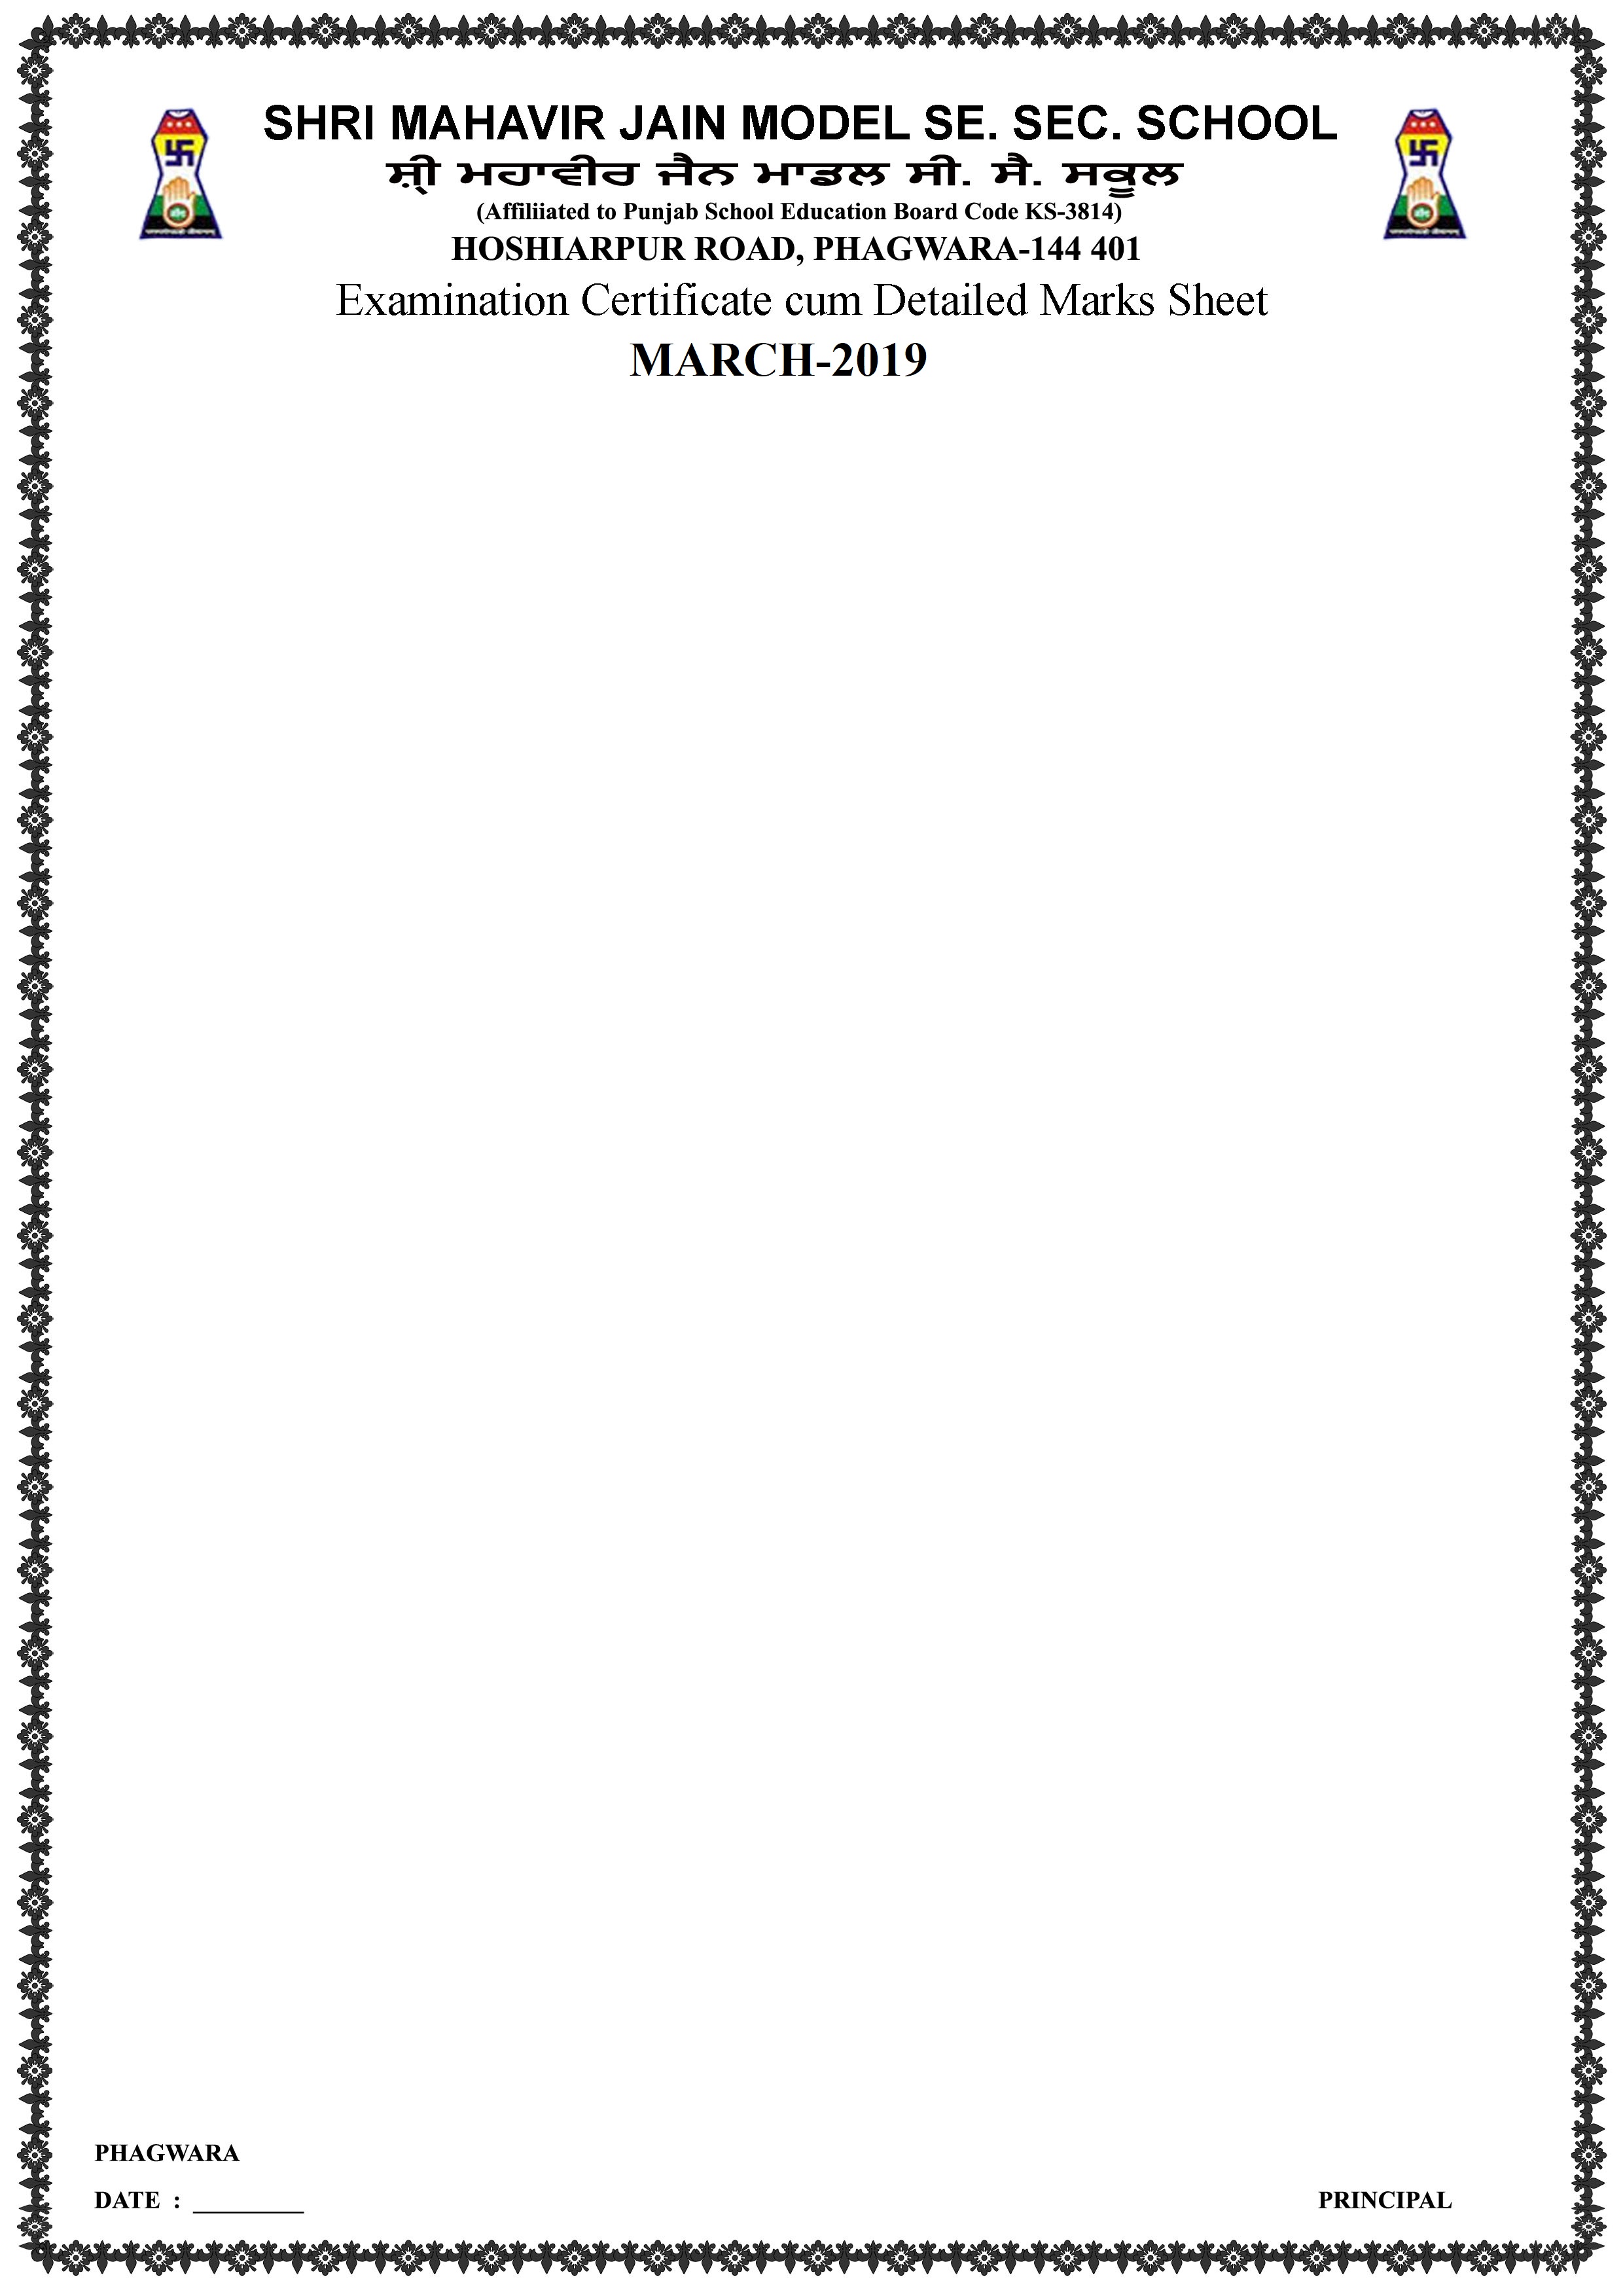 SHRI MAHAVIR JAIN MODEL SE. SEC. SCHOOL
ਸ਼੍ਰੀ ਮਹਾਵੀਰ ਜੈਨ ਮਾਡਲ ਸੀ. ਸੈ. ਸਕੂਲ
(Affiliiated to Punjab School Education Board Code KS-3814)
HOSHIARPUR ROAD, PHAGWARA-144 401
Examination Certificate cum Detailed Marks Sheet
MARCH-2019
PHAGWARA
DATE : _________
PRINCIPAL